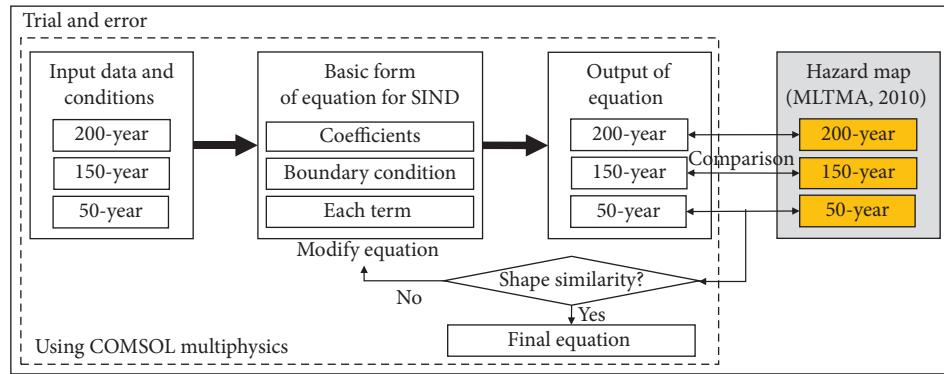 Trial and error
Input data and
conditions
200-year
150-year
50-year
Basic form
of equation for SIND
Coefficients
Boundary condition
Each term
Modify equation
Output of
equation
200-year
150-year
50-year
Comparison
Hazard map
(MLTMA, 2010)
200-year
150-year
50-year
Shape similarity?
No
Yes
Final equation
Using COMSOL multiphysics